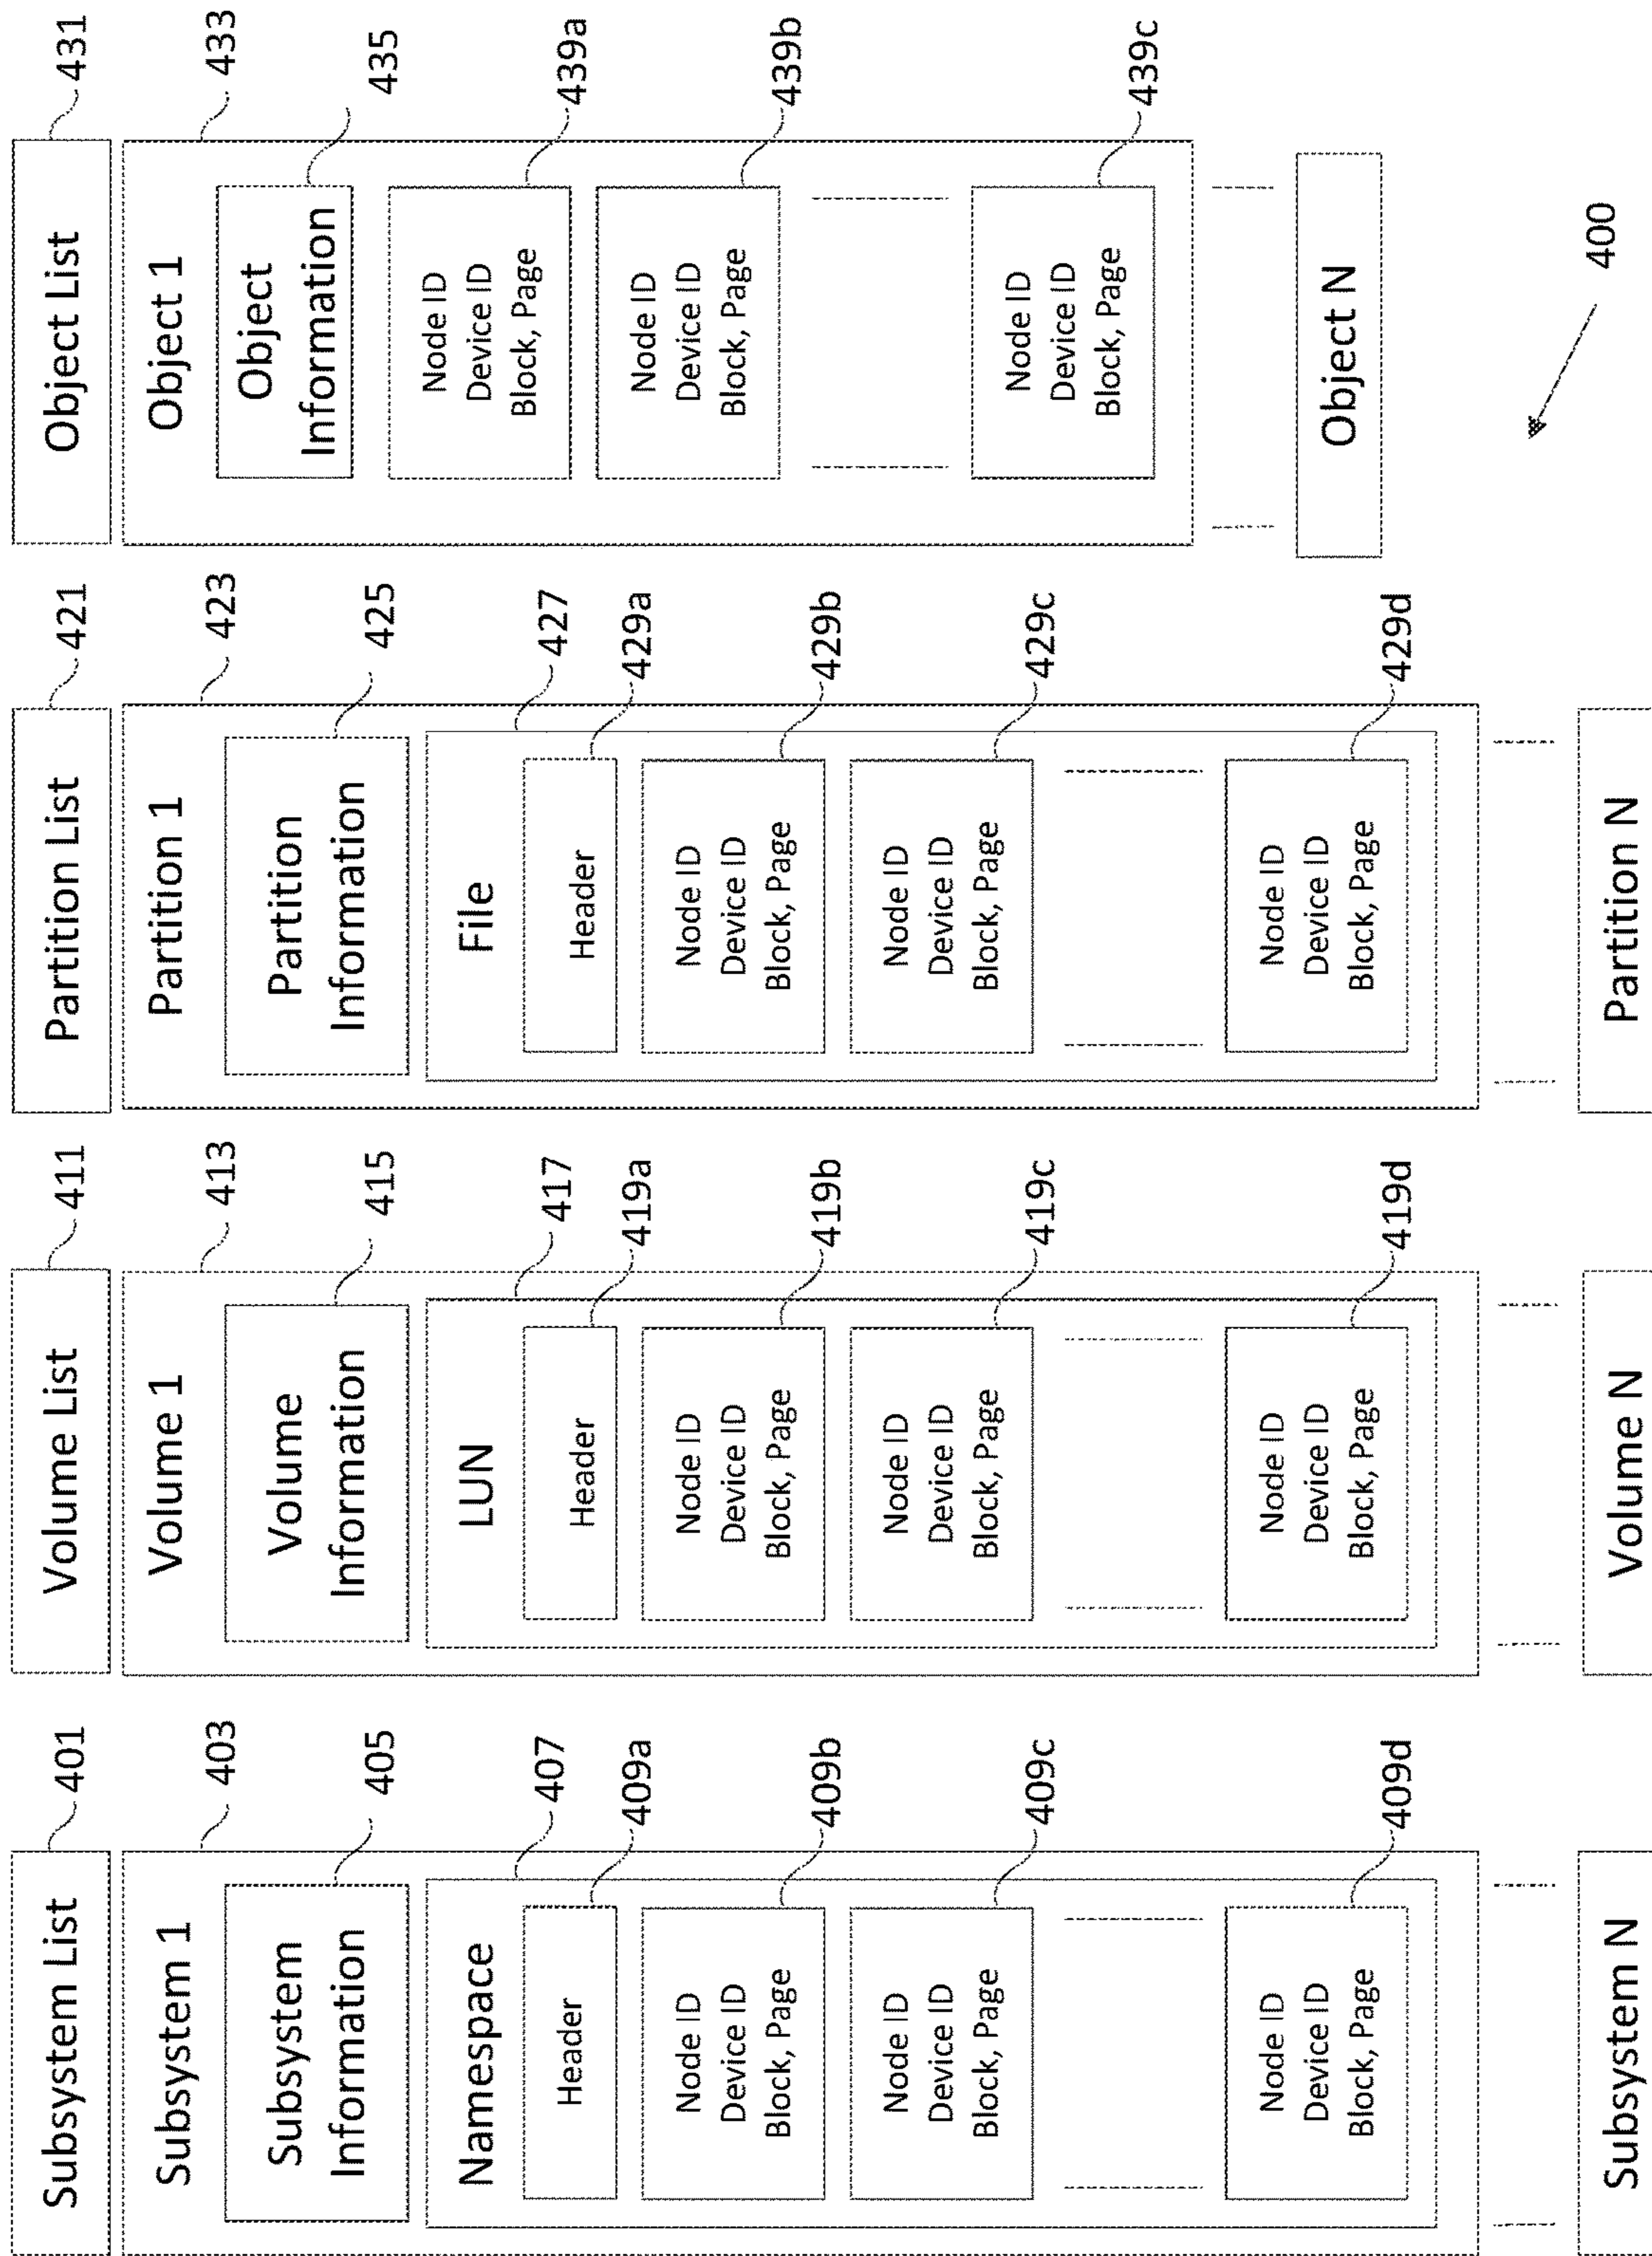 Subsystem List
401
Subsystem 1
403
Subsystem
Information
405
Namespace
407
Header
409a
Node ID
Device ID
Block, Page
409b
Node ID
Device ID
Block, Page
409c
Node ID
Device ID
Block, Page
409d
Subsystem N
Volume List
411
Volume 1
413
Volume
Information
415
LUN
417
Header
419a
Node ID
Device ID
Block, Page
419b
Node ID
Device ID
Block, Page
419c
Node ID
Device ID
Block, Page
419d
Volume N
Partition List
421
Partition 1
423
Partition
Information
425
File
427
Header
429a
Node ID
Device ID
Block, Page
429b
Node ID
Device ID
Block, Page
429c
Node ID
Device ID
Block, Page
429d
Partition N
Object List
431
Object 1
433
Object
Information
435
Node ID
Device ID
Block, Page
439a
Node ID
Device ID
Block, Page
439b
Node ID
Device ID
Block, Page
439c
Object N
400